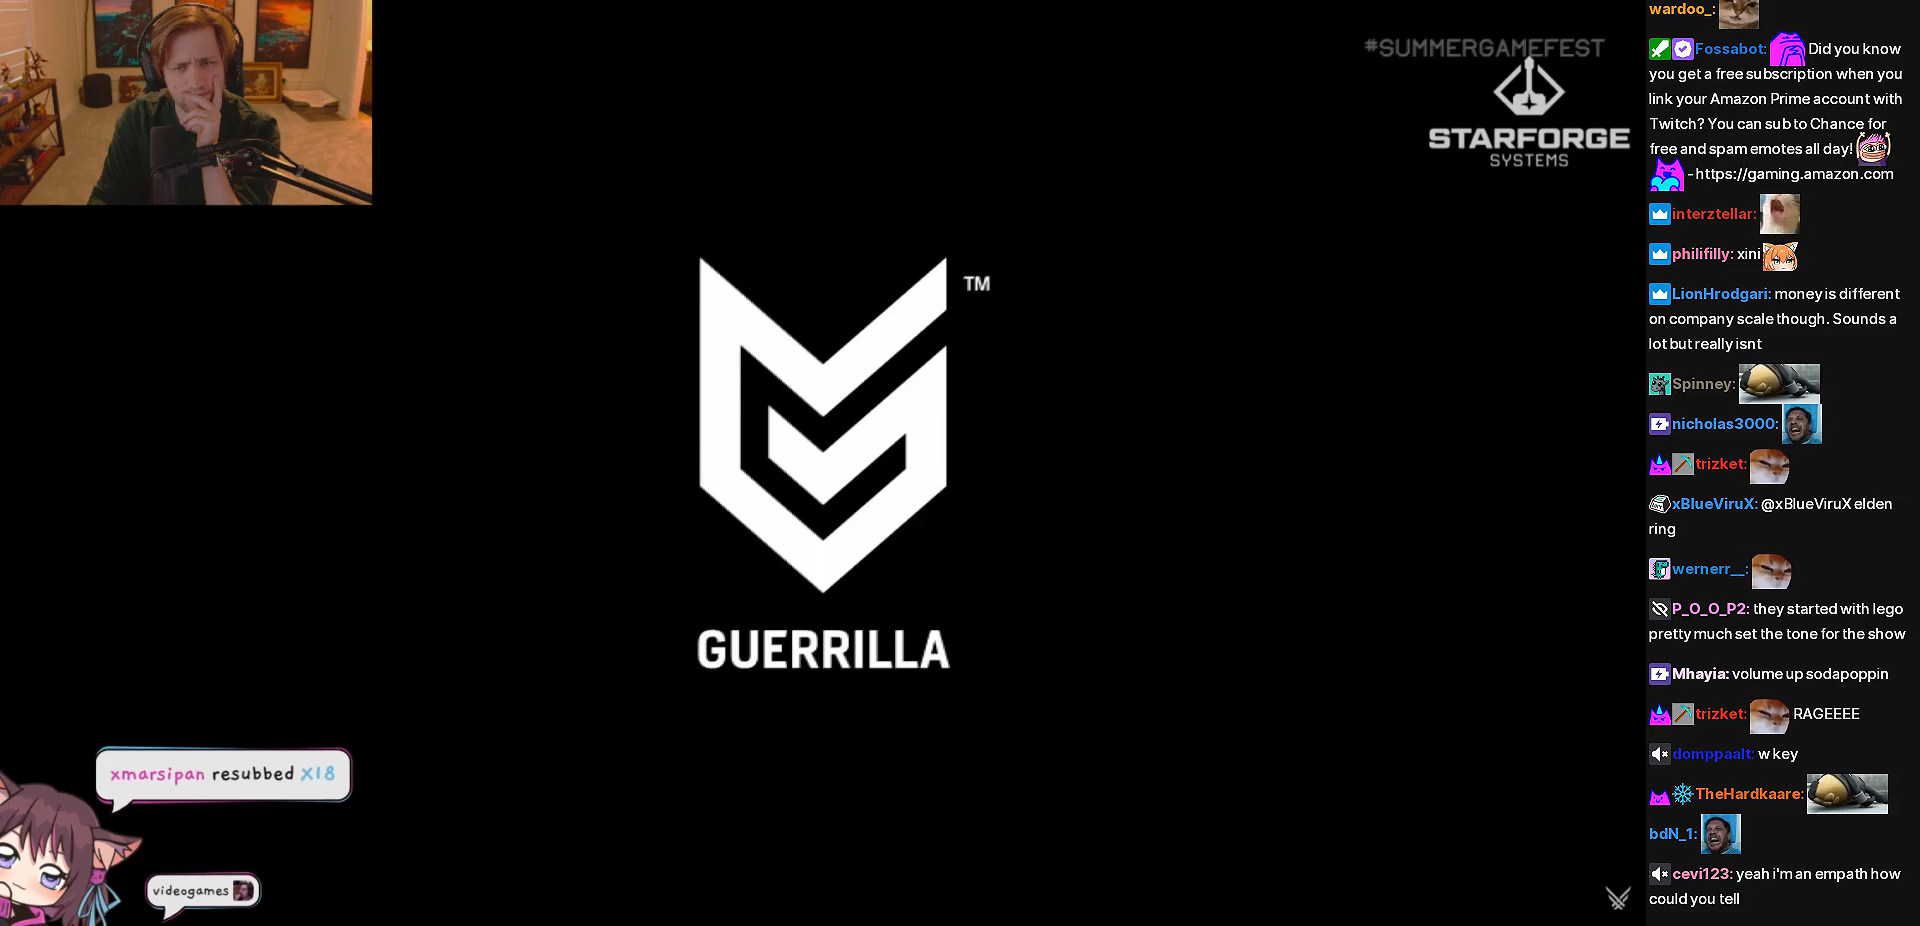 #SUMMERGAMEFEST
STARFORGE
SYSTEMS
TM
GUERRILLA
xmarsipan resubbed X18
videogames
wardoo_:
Fossabot: Did you know
you get a free subscription when you
link your Amazon Prime account with
Twitch? You can sub to Chance for
free and spam emotes all day!
- https://gaming.amazon.com
interztellar:
philifilly: xini
LionHrodgari: money is different
on company scale though. Sounds a
lot but really isnt
Spinney:
nicholas3000:
trizket:
xBlueViruX: @xBlueViruX elden
ring
wernerr__:
P_O_O_P2: they started with lego
pretty much set the tone for the show
Mhayia: volume up sodapoppin
trizket: RAGEEEE
domppaalt: w key
TheHardkaare:
bdN_1:
cevi123: yeah i'm an empath how
could you tell